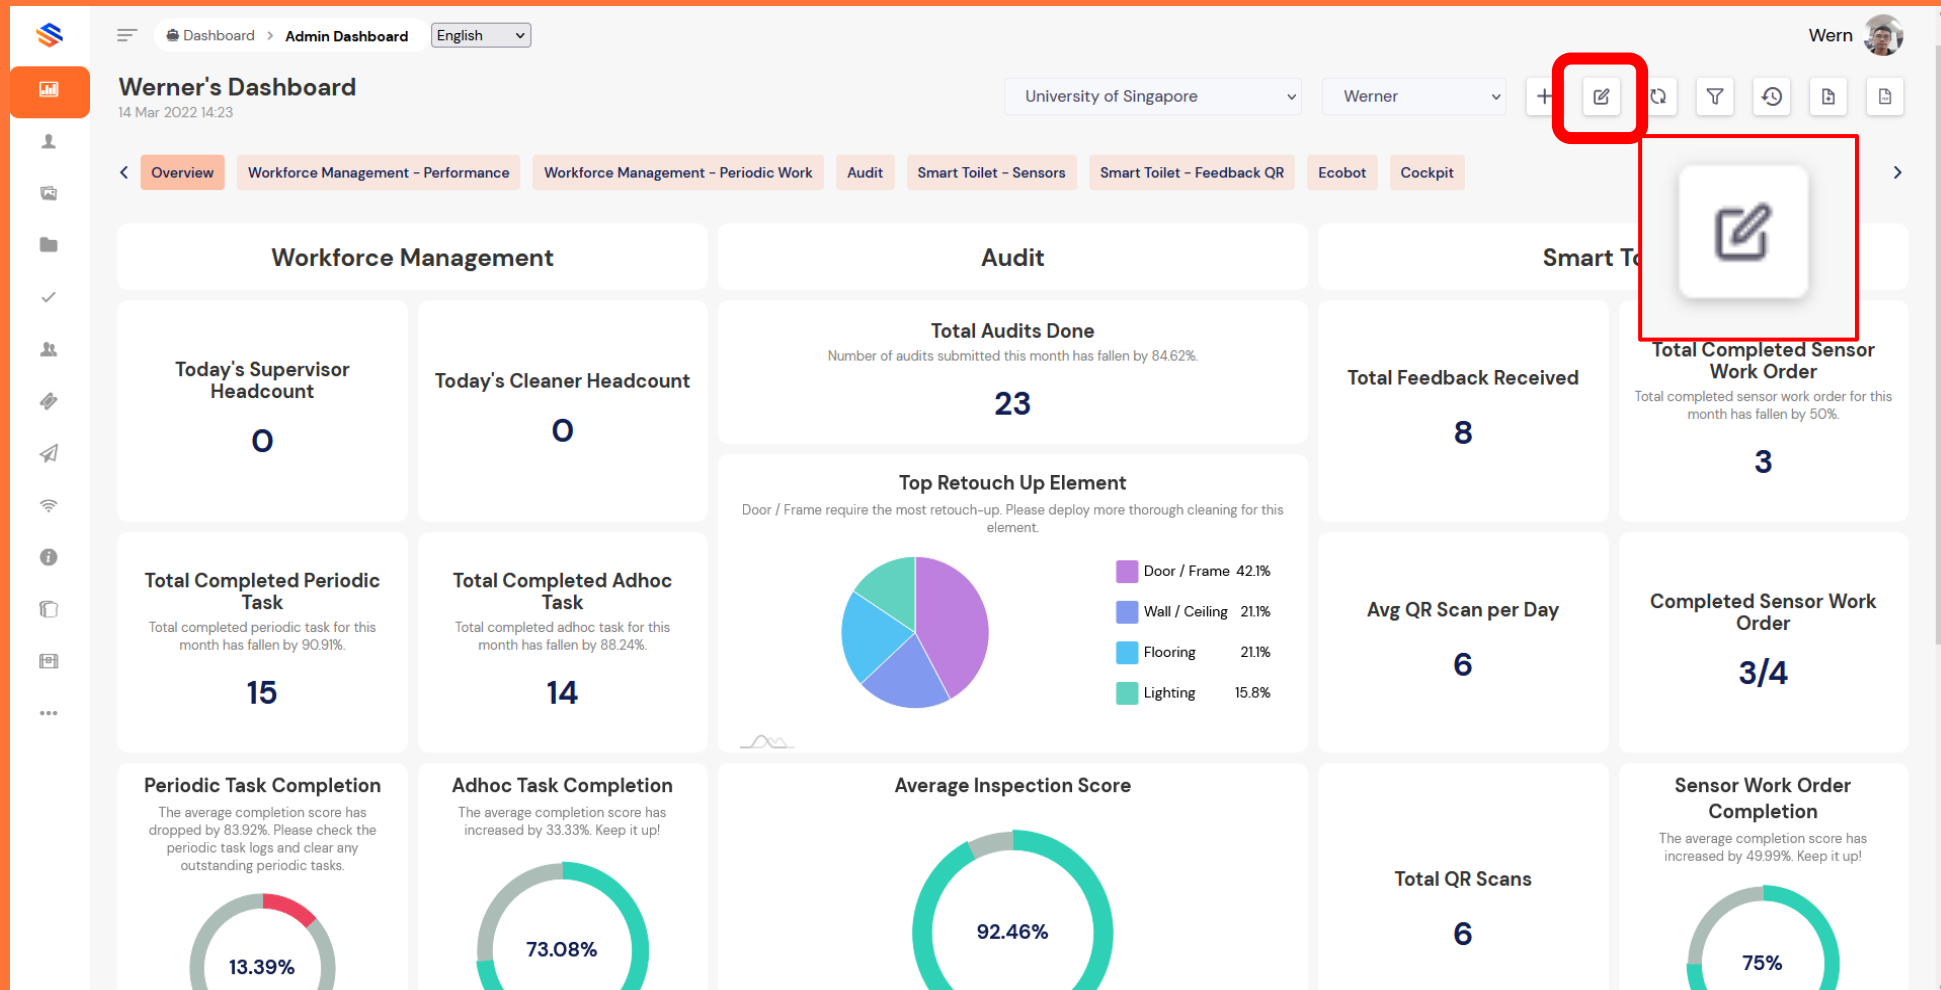 Dashboard > Admin Dashboard English
Wern
Werner's Dashboard
14 Mar 2022 14:23
University of Singapore
Werner
Overview
Workforce Management - Performance
Workforce Management - Periodic Work
Audit
Smart Toilet - Sensors
Smart Toilet - Feedback QR
Ecobot
Cockpit
Workforce Management
Audit
Smart To
Today's Supervisor
Headcount
0
Today's Cleaner Headcount
0
Total Audits Done
Number of audits submitted this month has fallen by 84.62%.
23
Total Feedback Received
8
Total Completed Sensor
Work Order
Total completed sensor work order for this
month has fallen by 50%.
3
Top Retouch Up Element
Door / Frame require the most retouch-up. Please deploy more thorough cleaning for this
element.
Door / Frame 42.1%
Wall / Ceiling 21.1%
Flooring 21.1%
Lighting 15.8%
Total Completed Periodic
Task
Total completed periodic task for this
month has fallen by 90.91%.
15
Total Completed Adhoc
Task
Total completed adhoc task for this
month has fallen by 88.24%.
14
Avg QR Scan per Day
6
Completed Sensor Work
Order
3/4
Periodic Task Completion
The average completion score has
dropped by 83.92%. Please check the
periodic task logs and clear any
outstanding periodic tasks.
13.39%
Adhoc Task Completion
The average completion score has
increased by 33.33%. Keep it up!
73.08%
Average Inspection Score
92.46%
Total QR Scans
6
Sensor Work Order
Completion
The average completion score has
increased by 49.99%. Keep it up!
75%